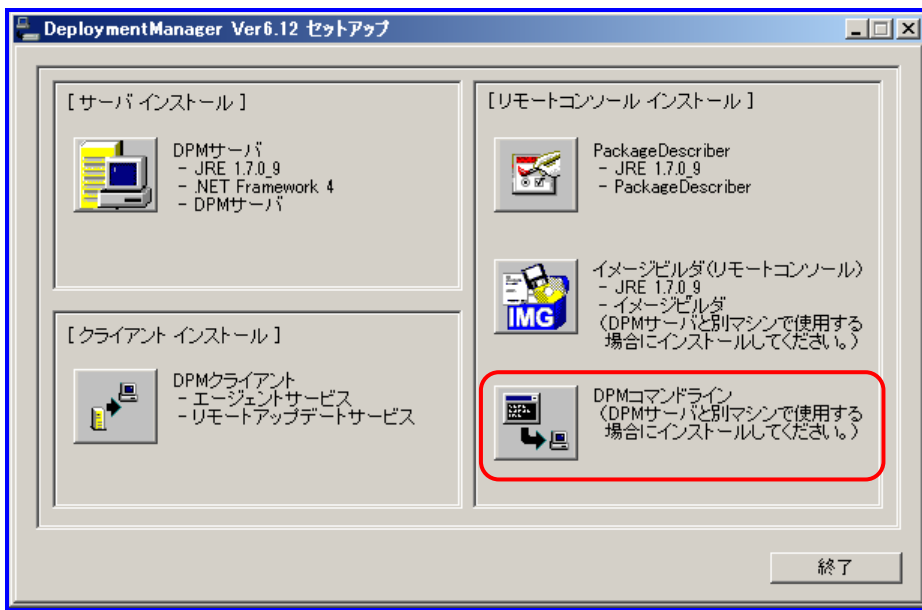 DeploymentManager Ver6.12 セットアップ
[サーバ インストール]
DPMサーバ
- JRE 1.7.0_9
- .NET Framework 4
- DPMサーバ
[クライアント インストール]
DPMクライアント
- エージェントサービス
- リモートアップデートサービス
[リモートコンソール インストール]
PackageDescriber
- JRE 1.7.0_9
- PackageDescriber
IMG
イメージビルダ(リモートコンソール)
- JRE 1.7.0_9
- イメージビルダ
(DPMサーバと別マシンで使用する
場合にインストールしてください。)
DPMコマンドライン
(DPMサーバと別マシンで使用する
場合にインストールしてください。)
終了